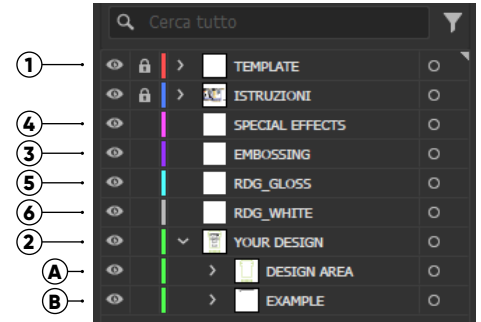 Cerca tutto
1 TEMPLATE
ISTRUZIONI
4 SPECIAL EFFECTS
3 EMBOSSING
5 RDG_GLOSS
6 RDG_WHITE
2 YOUR DESIGN
A DESIGN AREA
B EXAMPLE